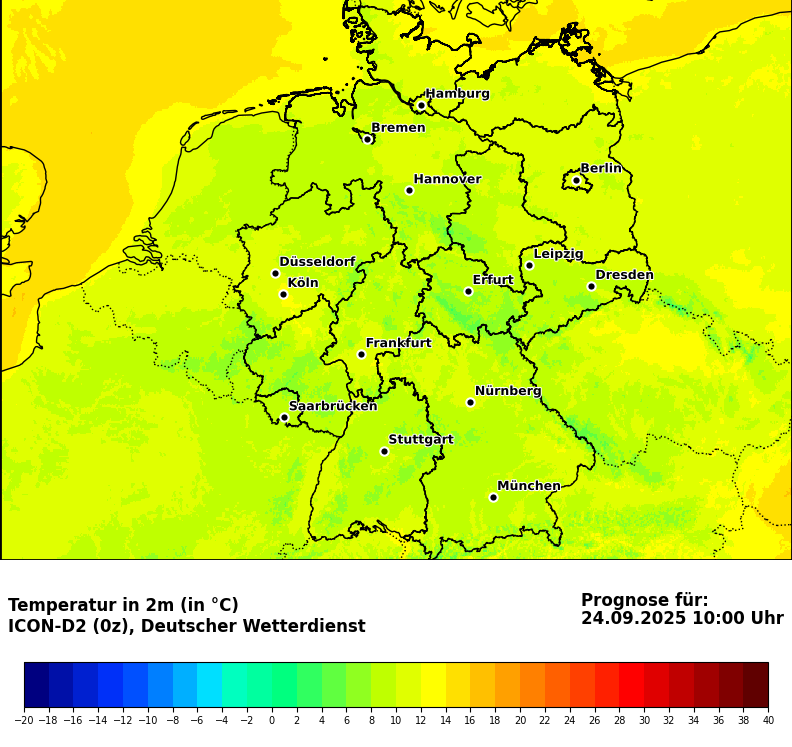 Hamburg
Bremen
Berlin
Hannover
Leipzig
Düsseldorf
Dresden
Erfurt
Köln
Frankfurt
Nürnberg
Saarbrücken
Stuttgart
München
Temperatur in 2m (in °C)
ICON-D2 (0z), Deutscher Wetterdienst
Prognose für:
24.09.2025 10:00 Uhr
−20 −18 −16 −14 −12 −10 −8 −6 −4 −2 0 2 4 6 8 10 12 14 16 18 20 22 24 26 28 30 32 34 36 38 40